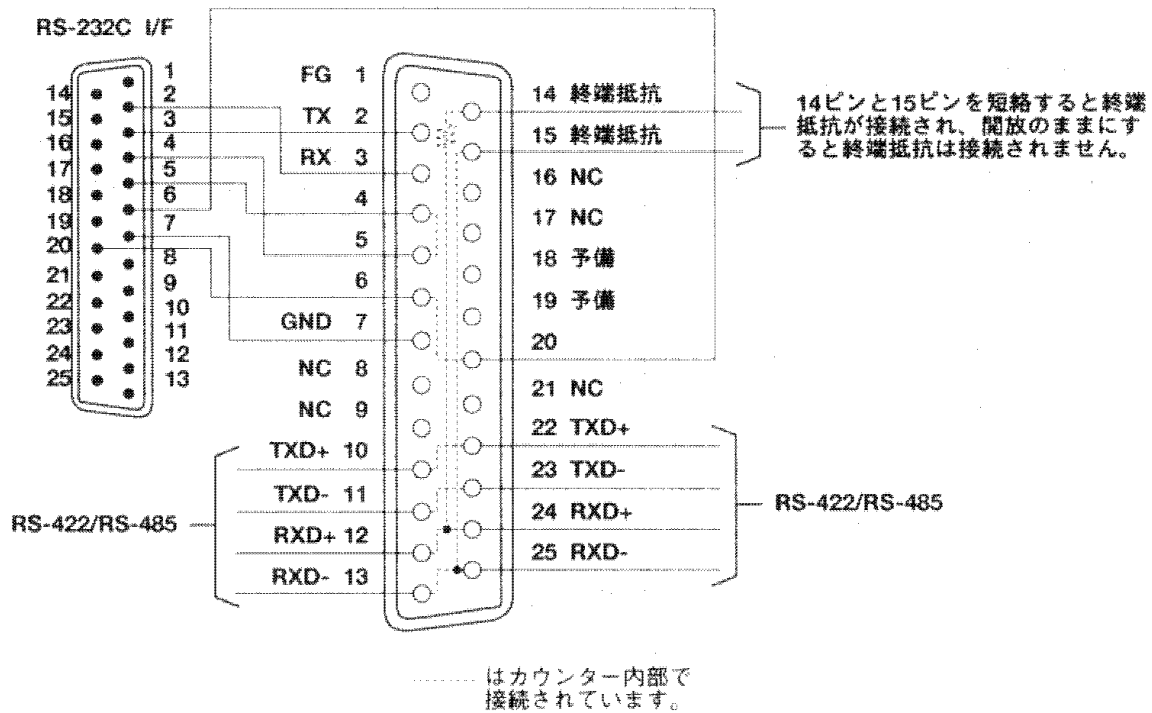 RS-232C I/F
1
14
2
15
3
16
4
17
5
18
6
19
7
20
8
21
9
22
10
23
11
24
12
25
13
FG 1
TX 2
RX 3
4
5
6
GND 7
NC 8
NC 9
TXD+ 10
TXD- 11
RXD+ 12
RXD- 13
RS-422/RS-485
14 終端抵抗
15 終端抵抗
16 NC
17 NC
18 予備
19 予備
20
21 NC
22 TXD+
23 TXD-
24 RXD+
25 RXD-
RS-422/RS-485
14ピンと15ピンを短絡すると終端
抵抗が接続され、開放のままにす
ると終端抵抗は接続されません。
はカウンター内部で
接続されています。